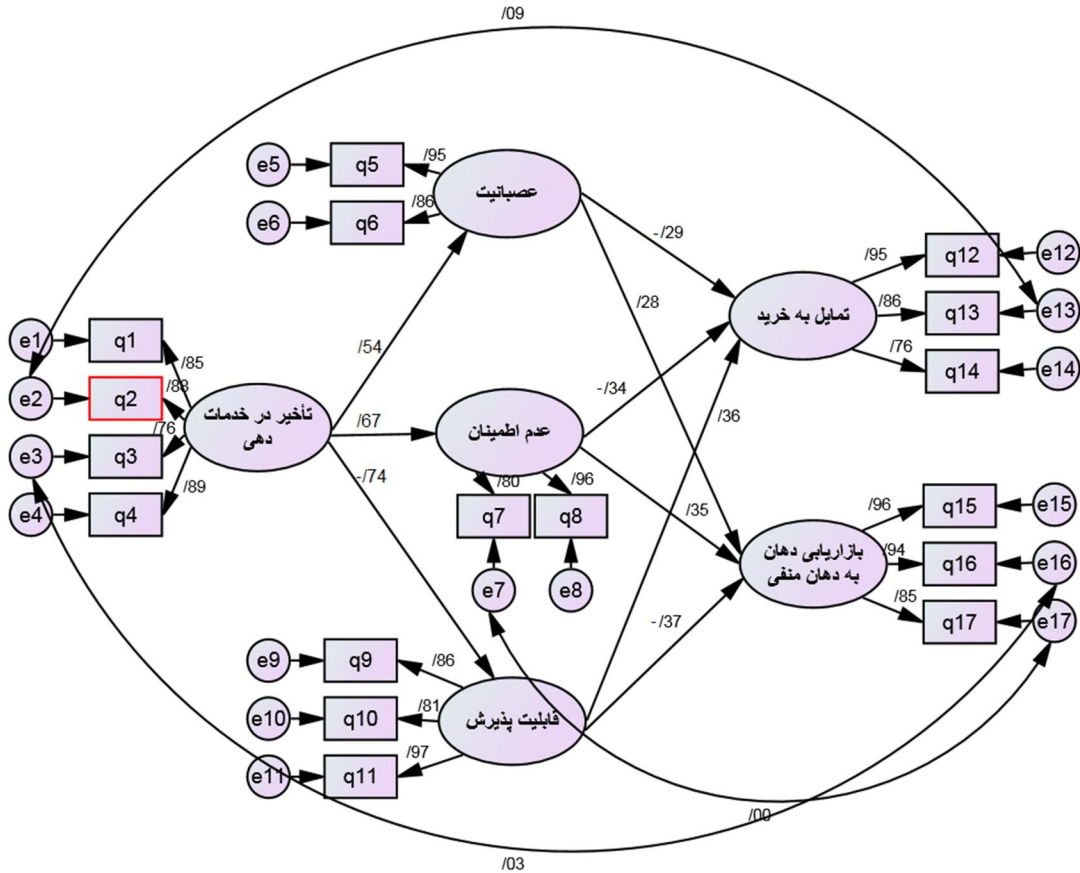 /09
e5
q5
/95
عصبانیت
e6
q6
/86
-/29
/95
q12
e12
/28
تمایل به خرید
/86
q13
e13
e1
q1
/85
/54
/76
q14
e14
e2
q2
/88
تأخیر در خدمات
دهی
/67
عدم اطمینان
-/34
/36
e3
q3
/76
e4
q4
/89
-/74
/80
/96
q7
q8
/35
/96
q15
e15
بازاریابی دهان
به دهان منفی
/94
q16
e16
e7
e8
-/37
/85
q17
e17
e9
q9
/86
e10
q10
/81
قابلیت پذیرش
e11
q11
/97
/00
/03